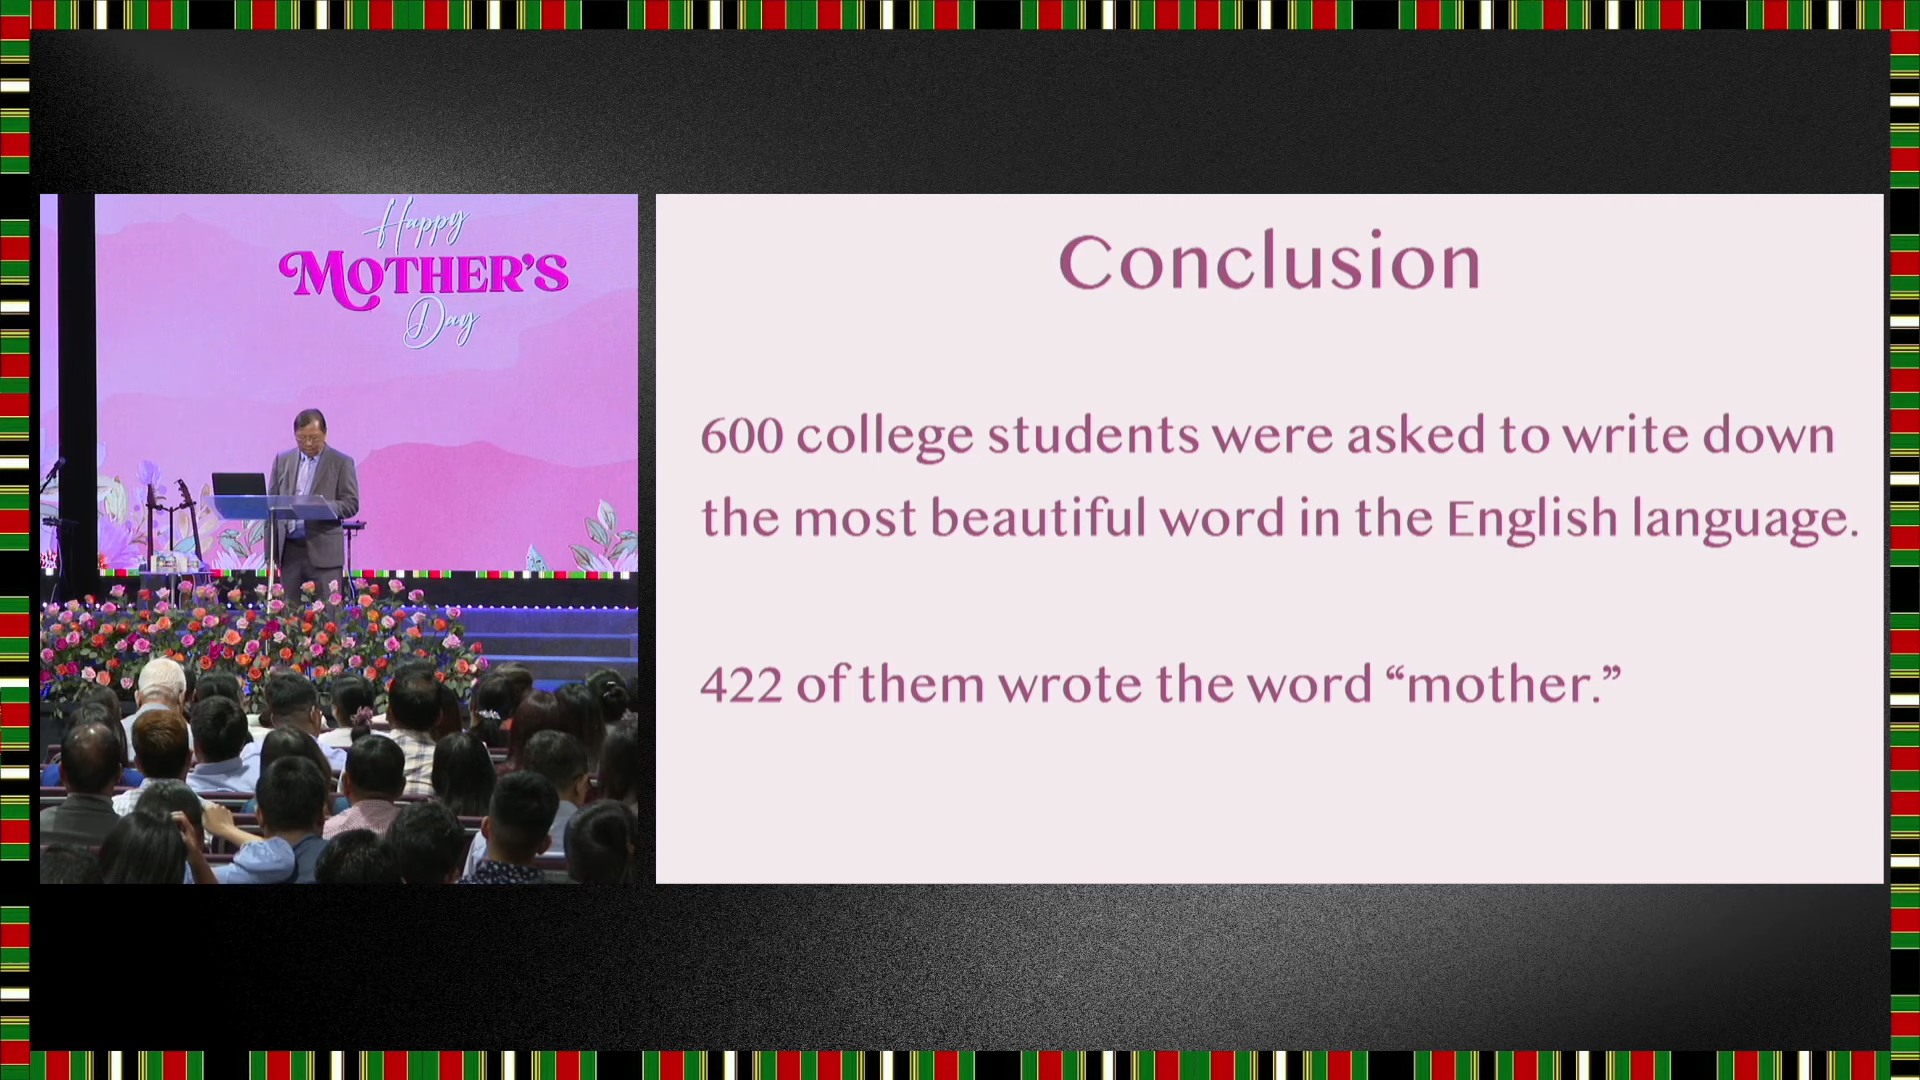 Happy
MOTHER'S
Day
Conclusion
600 college students were asked to write down
the most beautiful word in the English language.
422 of them wrote the word “mother.”